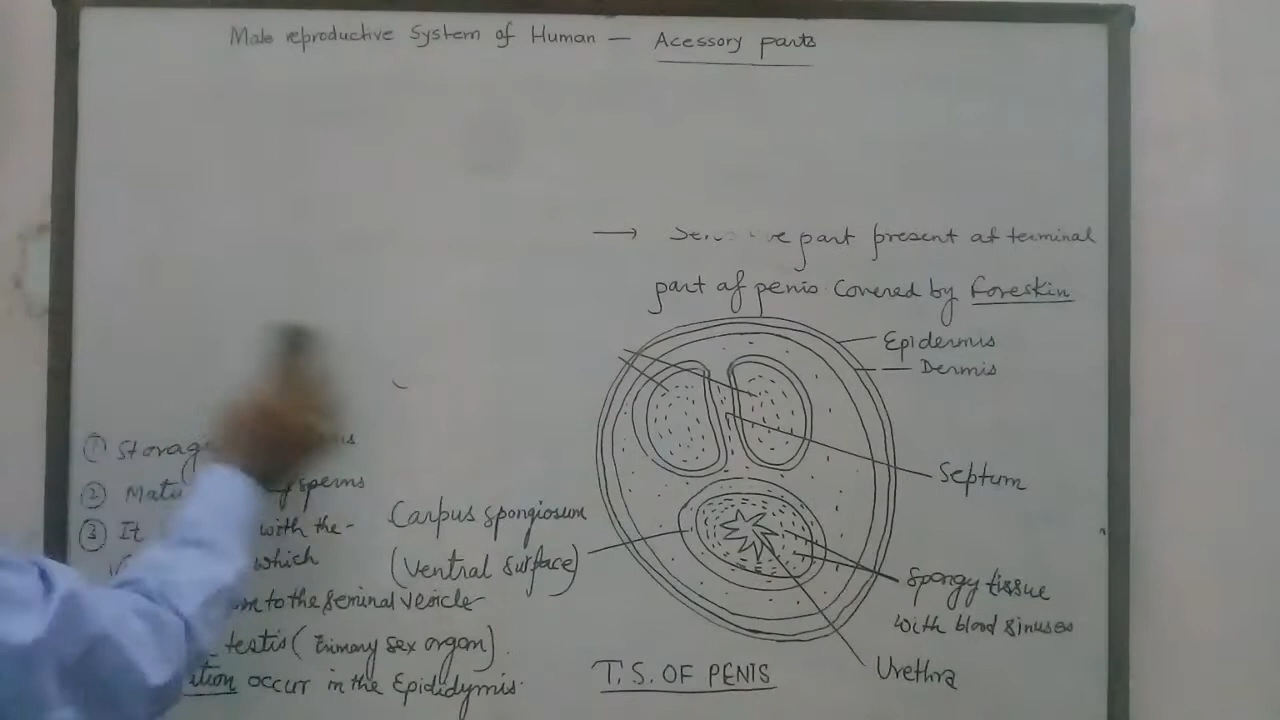 Male reproductive System of Human — Acessory parts
→ part present at terminal
part of penis Covered by Foreskin
Epidermis
Dermis
Septum
Carpus spongiosum
(Ventral surface)
Spongy tissue
with blood sinuses
Urethra
T.S. OF PENIS
① Storage
② sperms
③ It with the-
which
to the Seminal vesicle
testis (Primary sex organ).
occur in the Epididymis.